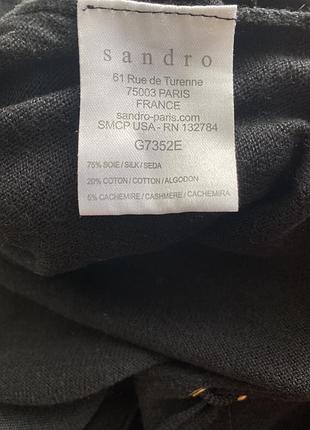 sandro
61 Rue de Turenne
75003 PARIS
FRANCE
sandro-paris.com
SMCP USA - RN 132784
G7352E
75% SOIE / SILK / SEDA
20% COTON / COTTON / ALGODON
5% CACHEMIRE / CASHMERE / CACHEMIRA